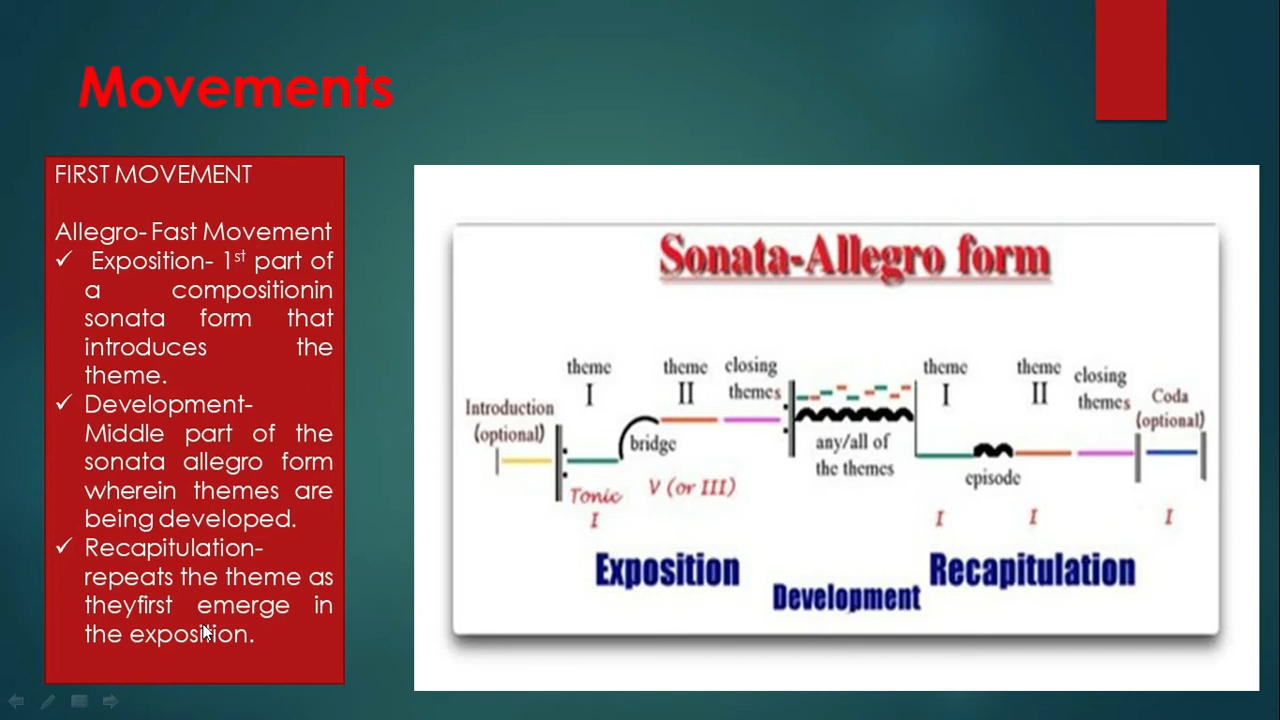 Movements
FIRST MOVEMENT
Allegro- Fast Movement
✓ Exposition- 1st part of
a compositionin
sonata form that
introduces the
theme.
✓ Development-
Middle part of the
sonata allegro form
wherein themes are
being developed.
✓ Recapitulation-
repeats the theme as
theyfirst emerge in
the exposition.
Sonata-Allegro form
Introduction
(optional)
theme
I
bridge
theme
II
closing
themes
any/all of
the themes
theme
I
episode
theme
II
closing
themes
Coda
(optional)
Tonic
I
V (or III)
I
I
I
Exposition
Development
Recapitulation